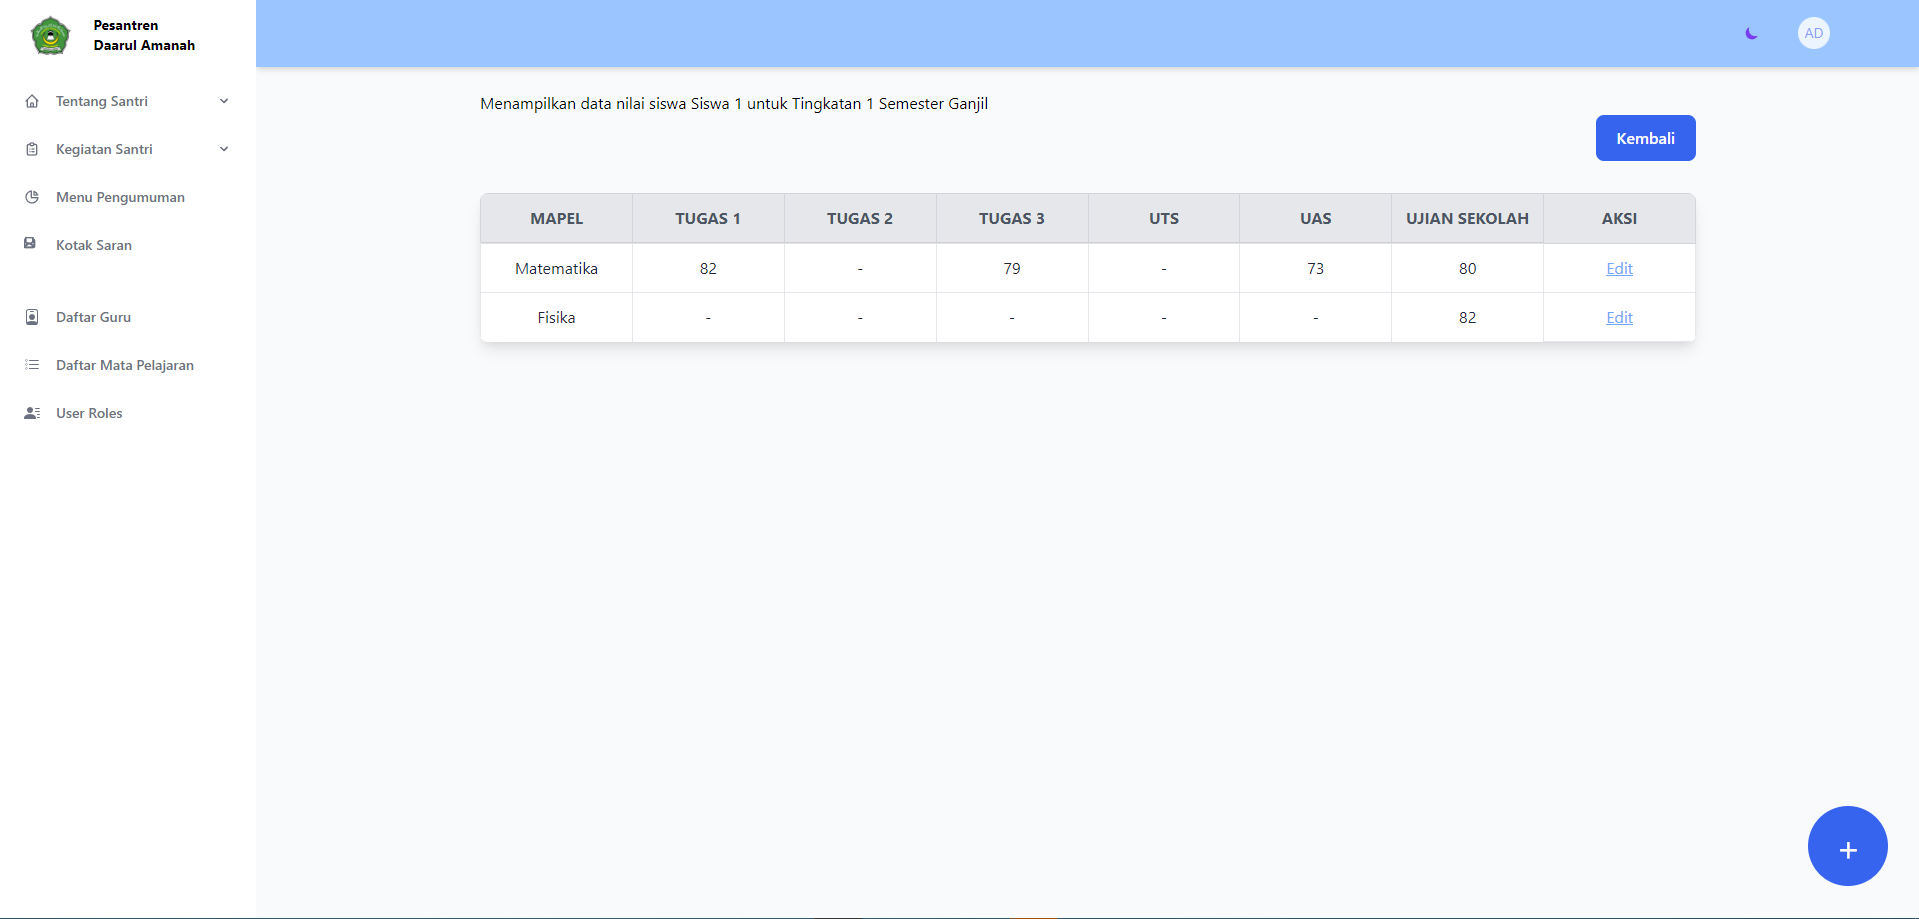 Pesantren
Daarul Amanah
Tentang Santri
Kegiatan Santri
Menu Pengumuman
Kotak Saran
Daftar Guru
Daftar Mata Pelajaran
User Roles
AD
Menampilkan data nilai siswa Siswa 1 untuk Tingkatan 1 Semester Ganjil
Kembali
MAPEL TUGAS 1 TUGAS 2 TUGAS 3 UTS UAS UJIAN SEKOLAH AKSI
Matematika 82 - 79 - 73 80 Edit
Fisika - - - - - 82 Edit
+